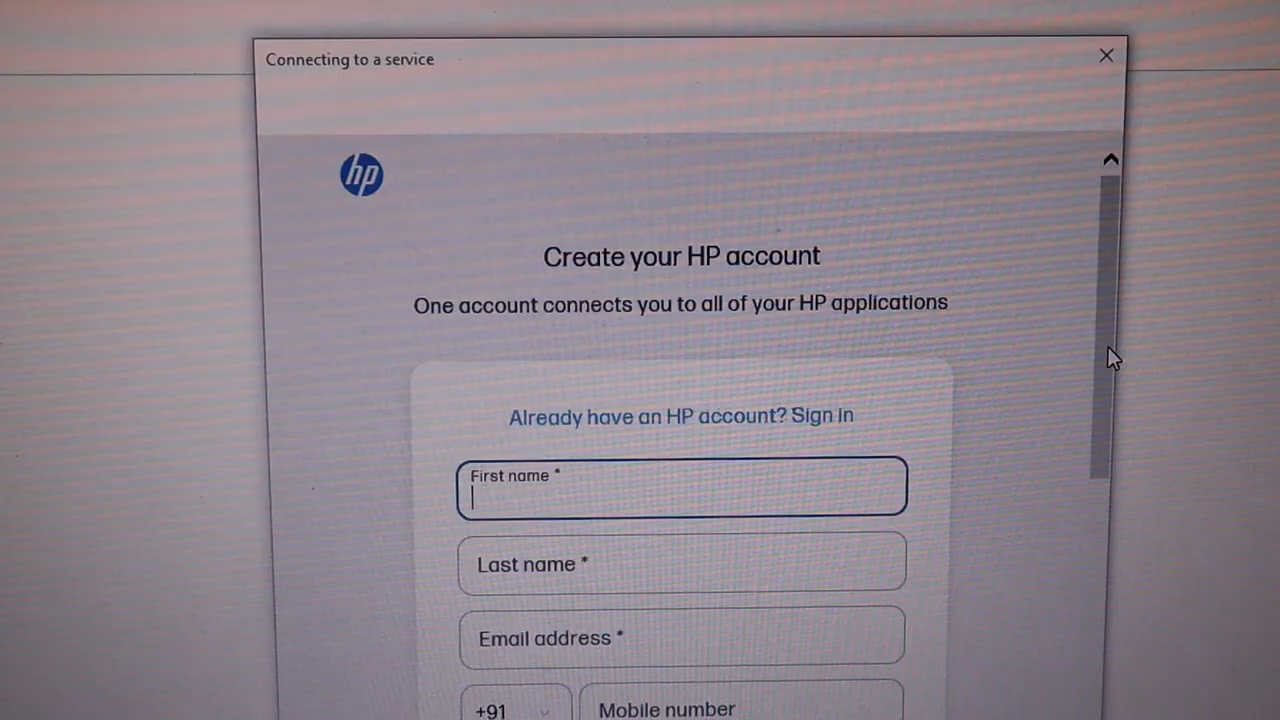 Connecting to a service
hp
Create your HP account
One account connects you to all of your HP applications
Already have an HP account? Sign in
First name *
Last name *
Email address *
+91
Mobile number